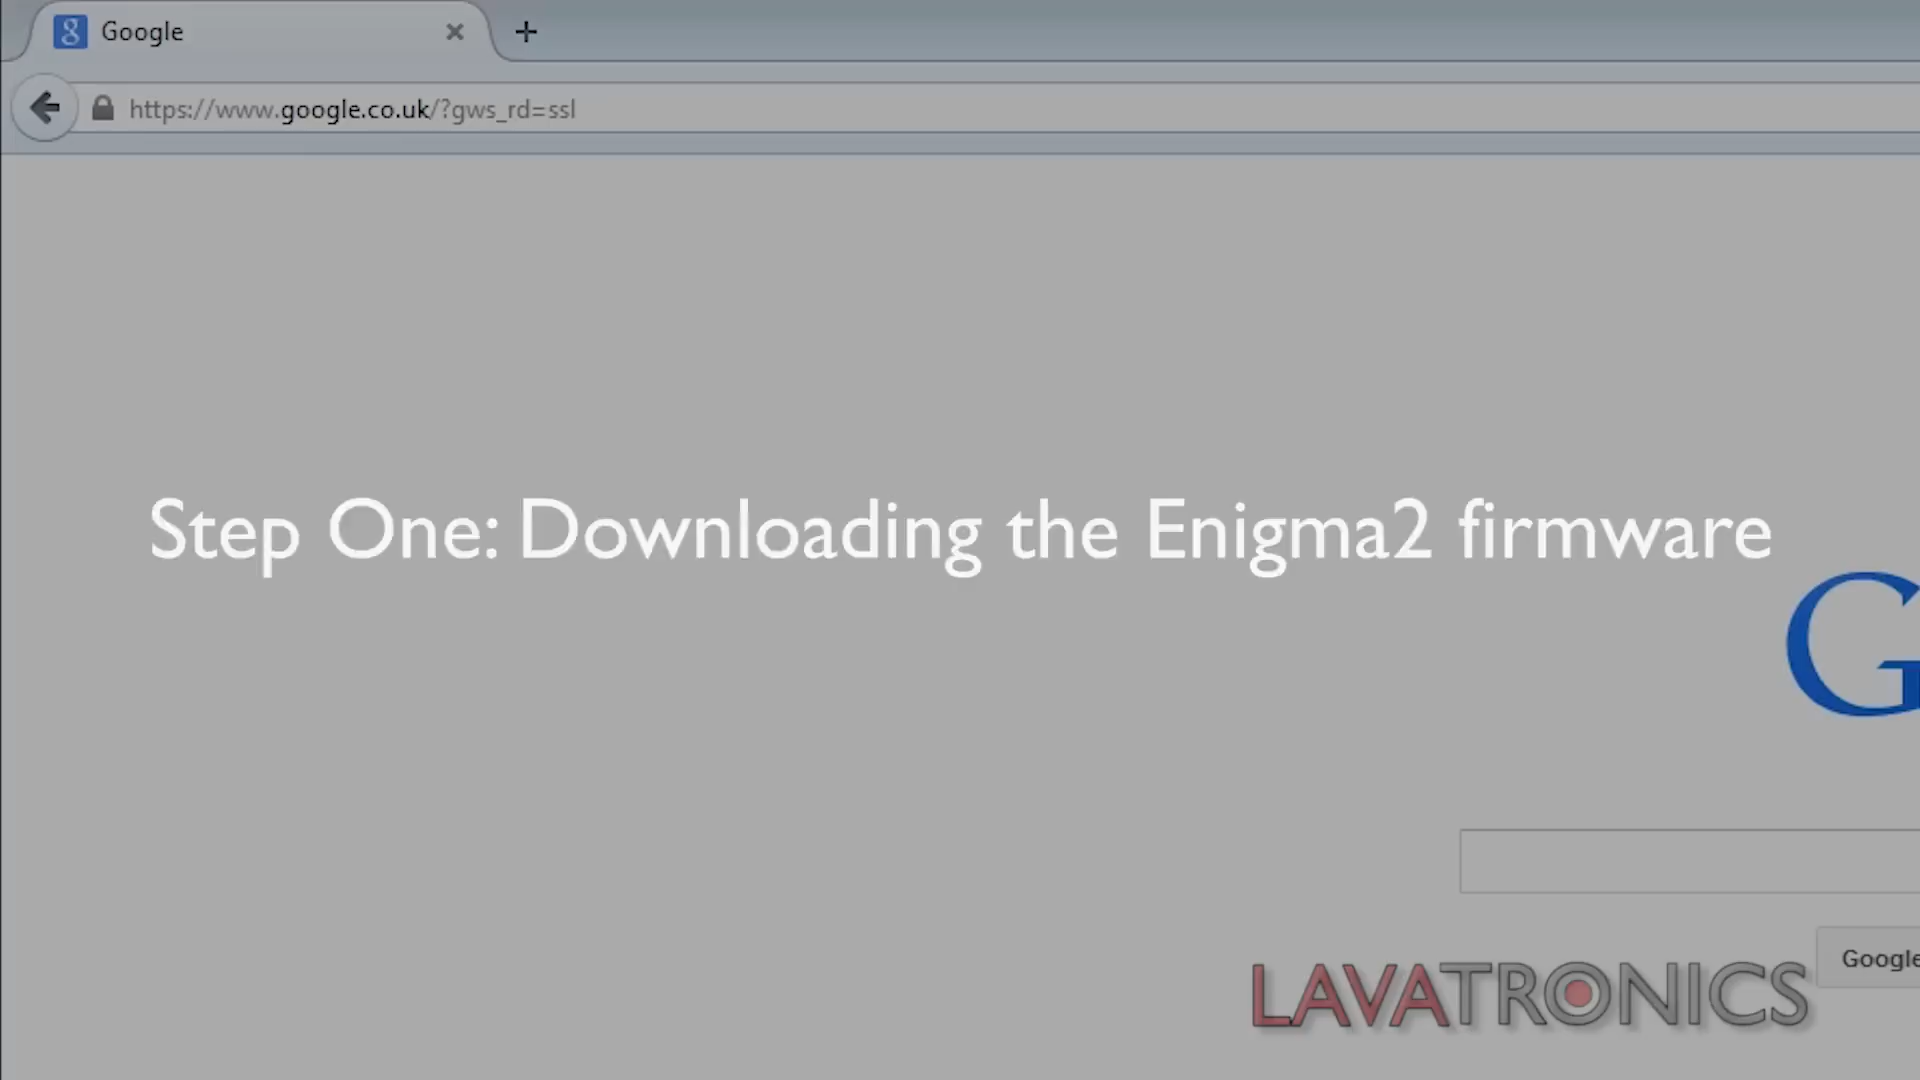 Google
https://www.google.co.uk/?gws_rd=ssl
Step One: Downloading the Enigma2 firmware
G
Google
LAVATRONICS